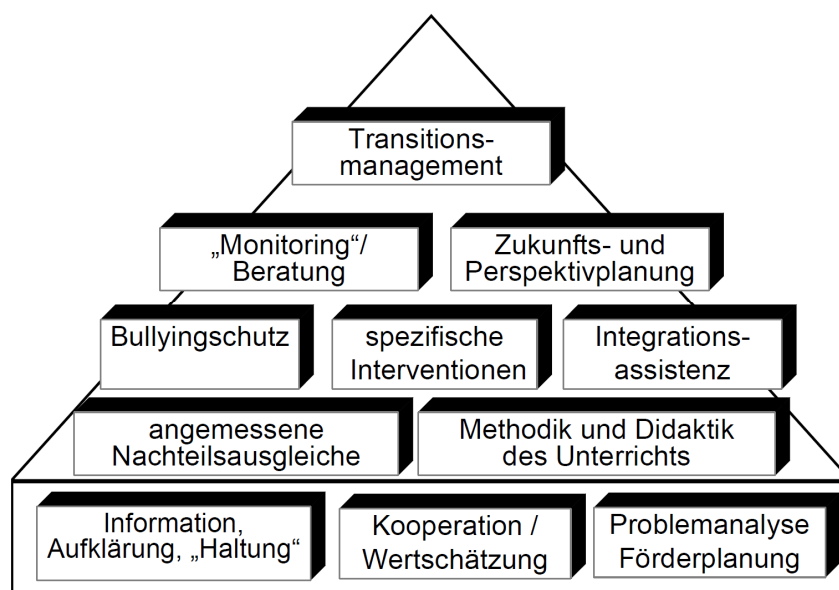 Transitions-
management
„Monitoring“/
Beratung
Zukunfts- und
Perspektivplanung
Bullyingschutz
spezifische
Interventionen
Integrations-
assistenz
angemessene
Nachteilsausgleiche
Methodik und Didaktik
des Unterrichts
Information,
Aufklärung, „Haltung“
Kooperation /
Wertschätzung
Problemanalyse
Förderplanung